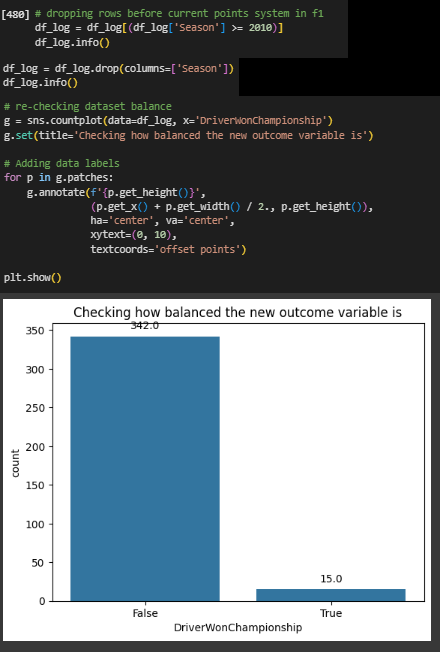 [480] # dropping rows before current points system in f1
df_log = df_log[(df_log['Season'] >= 2010)]
df_log.info()
df_log = df_log.drop(columns=['Season'])
df_log.info()
# re-checking dataset balance
g = sns.countplot(data=df_log, x='DriverWonChampionship')
g.set(title='Checking how balanced the new outcome variable is')
# Adding data labels
for p in g.patches:
g.annotate(f'{p.get_height()}',
(p.get_x() + p.get_width() / 2., p.get_height()),
ha='center', va='center',
xytext=(0, 10),
textcoords='offset points')
plt.show()
Checking how balanced the new outcome variable is
342.0
350
300
250
200
150
100
50
0
count
15.0
False
True
DriverWonChampionship